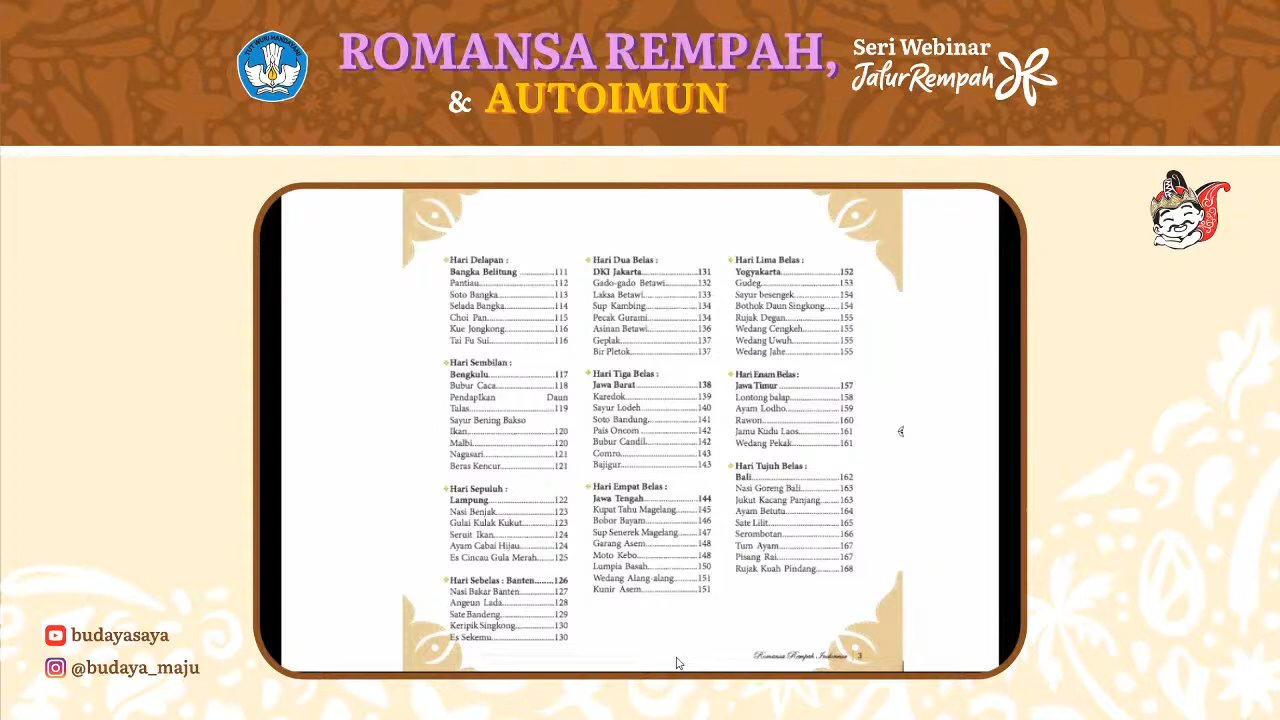 TUT WURI HANDAYANI
ROMANSA REMPAH,
& AUTOIMUN
Seri Webinar
Jalur Rempah
Hari Delapan :
Bangka Belitung ..............111
Pantiau..............112
Soto Bangka..............113
Selada Bangka..............114
Choi Pan..............115
Kue Jongkong..............116
Tai Fu Sui..............116
Hari Sembilan :
Bengkulu..............117
Bubur Caca..............118
PendapIkan Daun
Talas..............119
Sayur Bening Bakso
Ikan..............120
Malbi..............120
Nagasari..............121
Beras Kencur..............121
Hari Sepuluh :
Lampung..............122
Nasi Benjak..............123
Gulai Kulak Kukut..............123
Seruit Ikan..............124
Ayam Cabai Hijau..............124
Es Cincau Gula Merah..............125
Hari Sebelas : Banten.........126
Nasi Bakar Banten..............127
Angeun Lada..............128
Sate Bandeng..............129
Keripik Singkong..............130
Es Sekemu..............130
Hari Dua Belas :
DKI Jakarta..............131
Gado-gado Betawi..............132
Laksa Betawi..............133
Sup Kambing..............134
Pecak Gurami..............134
Asinan Betawi..............136
Geplak..............137
Bir Pletok..............137
Hari Tiga Belas :
Jawa Barat ..............138
Karedok..............139
Sayur Lodeh..............140
Soto Bandung..............141
Pais Oncom ..............142
Bubur Candil..............142
Comro..............143
Bajigur..............143
Hari Empat Belas :
Jawa Tengah ..............144
Kupat Tahu Magelang.........145
Bobor Bayam..............146
Sup Senerek Magelang.........147
Garang Asem..............148
Moto Kebo..............148
Lumpia Basah..............150
Wedang Alang-alang.........151
Kunir Asem..............151
Hari Lima Belas :
Yogyakarta..............152
Gudeg..............153
Sayur besengek..............154
Bothok Daun Singkong......154
Rujak Degan..............155
Wedang Cengkeh..............155
Wedang Uwuh..............155
Wedang Jahe..............155
Hari Enam Belas :
Jawa Timur ..............157
Lontong balap..............158
Ayam Lodho..............159
Rawon..............160
Jamu Kudu Laos..............161
Wedang Pekak..............161
Hari Tujuh Belas :
Bali..............162
Nasi Goreng Bali..............163
Jukut Kacang Panjang.........163
Ayam Betutu..............164
Sate Lilit..............165
Serombotan..............166
Tum Ayam..............167
Pisang Rai..............167
Rujak Kuah Pindang.........168
Romansa Rempah Indonesia 3
budayasaya
@budaya_maju